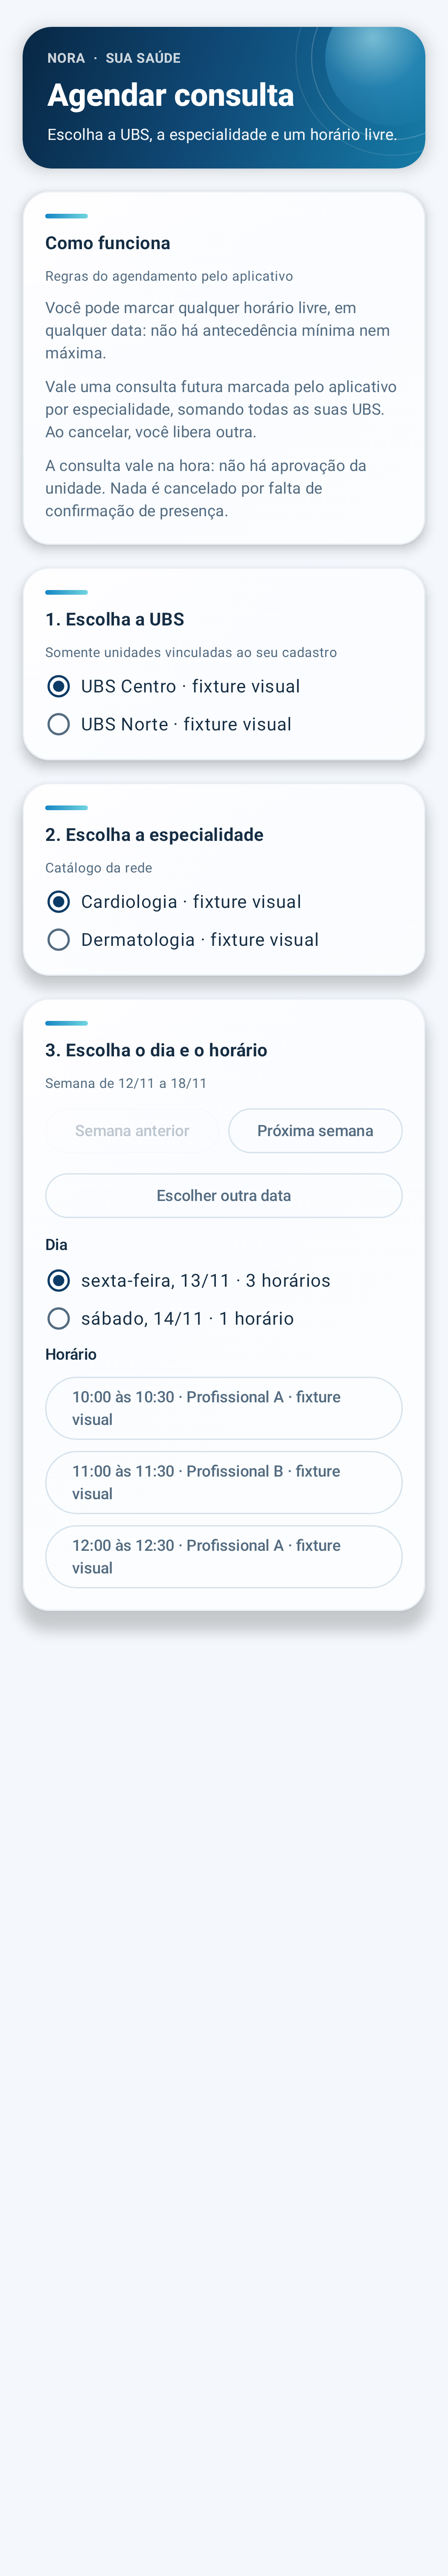 NORA · SUA SAÚDE
Agendar consulta
Escolha a UBS, a especialidade e um horário livre.
Como funciona
Regras do agendamento pelo aplicativo
Você pode marcar qualquer horário livre, em
qualquer data: não há antecedência mínima nem
máxima.
Vale uma consulta futura marcada pelo aplicativo
por especialidade, somando todas as suas UBS.
Ao cancelar, você libera outra.
A consulta vale na hora: não há aprovação da
unidade. Nada é cancelado por falta de
confirmação de presença.
1. Escolha a UBS
Somente unidades vinculadas ao seu cadastro
UBS Centro · fixture visual
UBS Norte · fixture visual
2. Escolha a especialidade
Catálogo da rede
Cardiologia · fixture visual
Dermatologia · fixture visual
3. Escolha o dia e o horário
Semana de 12/11 a 18/11
Semana anterior
Próxima semana
Escolher outra data
Dia
sexta-feira, 13/11 · 3 horários
sábado, 14/11 · 1 horário
Horário
10:00 às 10:30 · Profissional A · fixture
visual
11:00 às 11:30 · Profissional B · fixture
visual
12:00 às 12:30 · Profissional A · fixture
visual